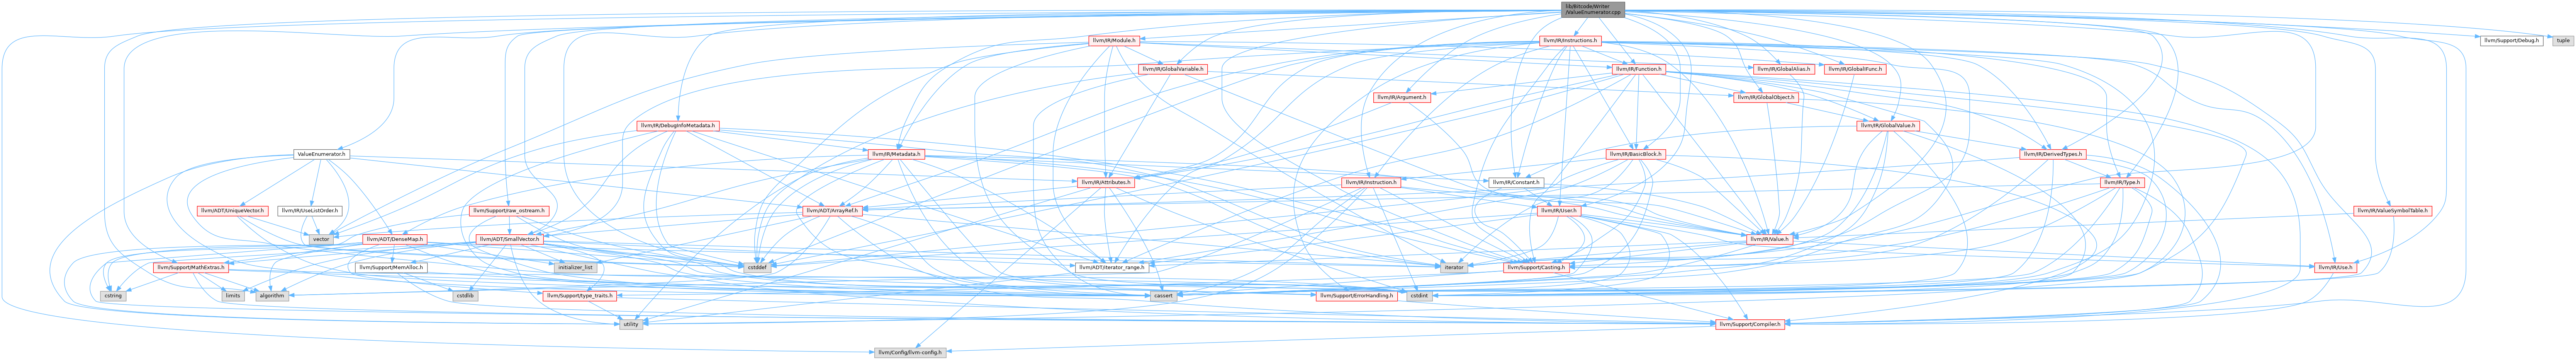 lib/Bitcode/Writer
/ValueEnumerator.cpp
llvm/IR/Module.h
llvm/IR/Instructions.h
llvm/Support/Debug.h
tuple
llvm/IR/GlobalVariable.h
llvm/IR/Function.h
llvm/IR/GlobalAlias.h
llvm/IR/GlobalIFunc.h
llvm/IR/Argument.h
llvm/IR/GlobalObject.h
llvm/IR/DebugInfoMetadata.h
llvm/IR/GlobalValue.h
ValueEnumerator.h
llvm/IR/Metadata.h
llvm/IR/BasicBlock.h
llvm/IR/DerivedTypes.h
llvm/IR/Attributes.h
llvm/IR/Instruction.h
llvm/IR/Constant.h
llvm/IR/Type.h
llvm/ADT/UniqueVector.h
llvm/IR/UseListOrder.h
llvm/Support/raw_ostream.h
llvm/ADT/ArrayRef.h
llvm/IR/User.h
llvm/IR/ValueSymbolTable.h
vector
llvm/ADT/DenseMap.h
llvm/ADT/SmallVector.h
llvm/IR/Value.h
llvm/Support/MathExtras.h
llvm/Support/MemAlloc.h
initializer_list
cstddef
llvm/ADT/iterator_range.h
iterator
llvm/Support/Casting.h
llvm/IR/Use.h
cstring
limits
algorithm
cstdlib
llvm/Support/type_traits.h
cassert
llvm/Support/ErrorHandling.h
cstdint
utility
llvm/Support/Compiler.h
llvm/Config/llvm-config.h